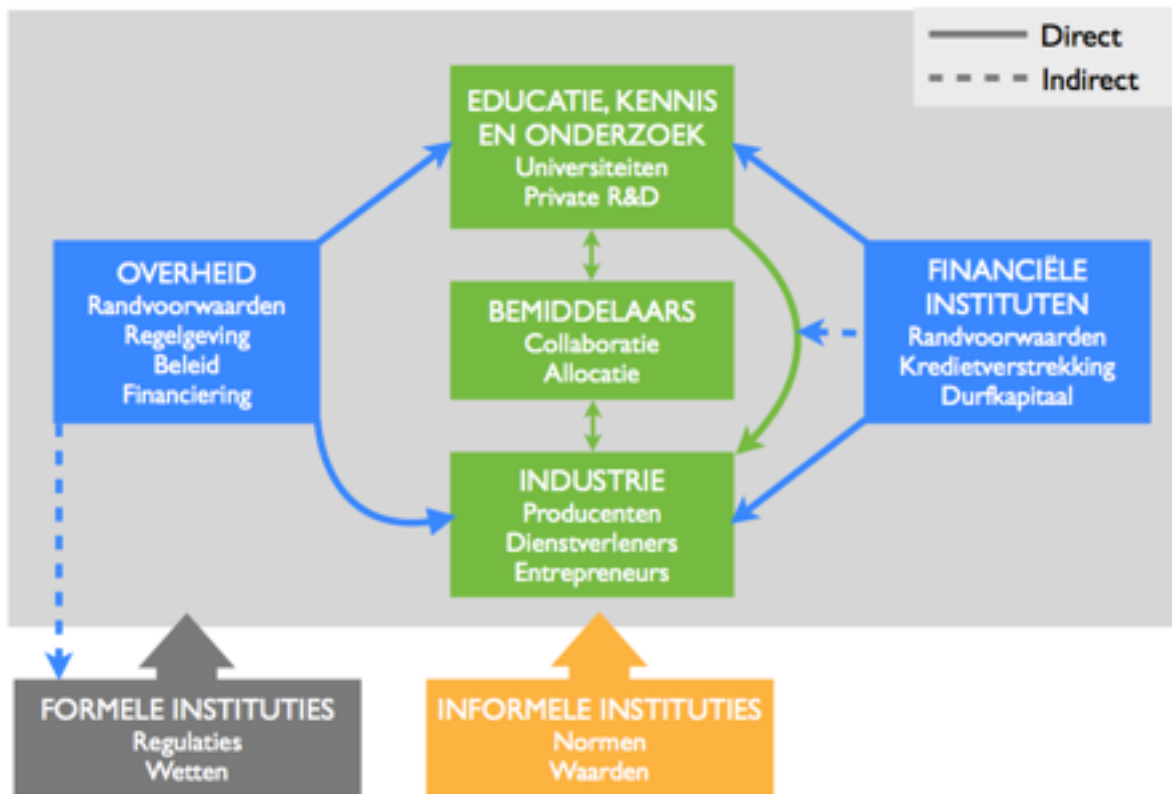 Direct
Indirect
EDUCATIE, KENNIS
EN ONDERZOEK
Universiteiten
Private R&D
OVERHEID
Randvoorwaarden
Regelgeving
Beleid
Financiering
BEMIDDELAARS
Collaboratie
Allocatie
FINANCIËLE
INSTITUTEN
Randvoorwaarden
Kredietverstrekking
Durfkapitaal
INDUSTRIE
Producenten
Dienstverleners
Entrepreneurs
FORMELE INSTITUTIES
Regulaties
Wetten
INFORMELE INSTITUTIES
Normen
Waarden